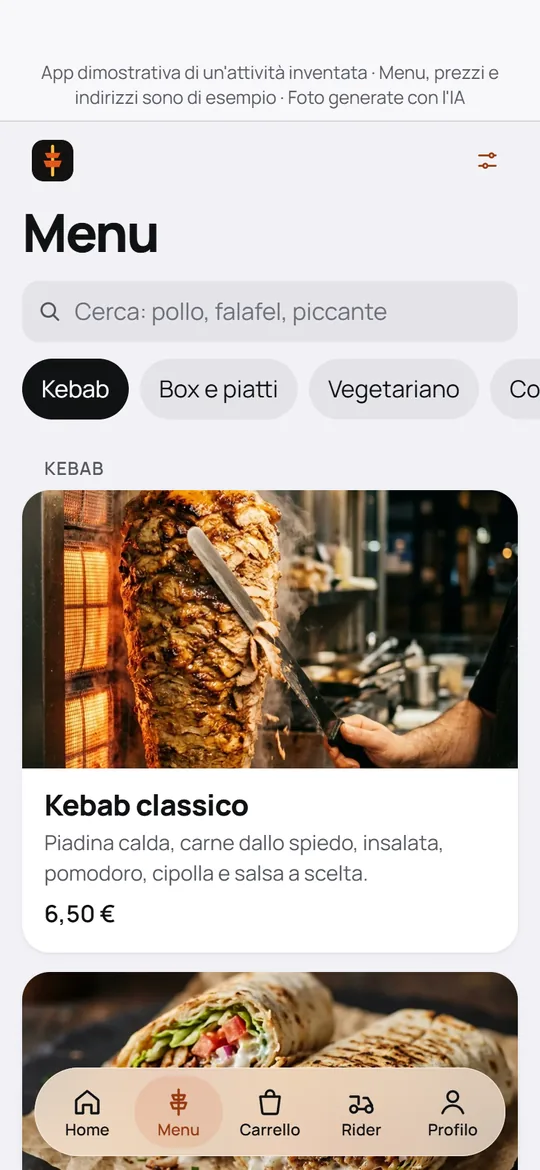 App dimostrativa di un'attività inventata · Menu, prezzi e
indirizzi sono di esempio · Foto generate con l'IA
Menu
Cerca: pollo, falafel, piccante
Kebab
Box e piatti
Vegetariano
Co
KEBAB
Kebab classico
Piadina calda, carne dallo spiedo, insalata,
pomodoro, cipolla e salsa a scelta.
6,50 €
Home
Menu
Carrello
Rider
Profilo